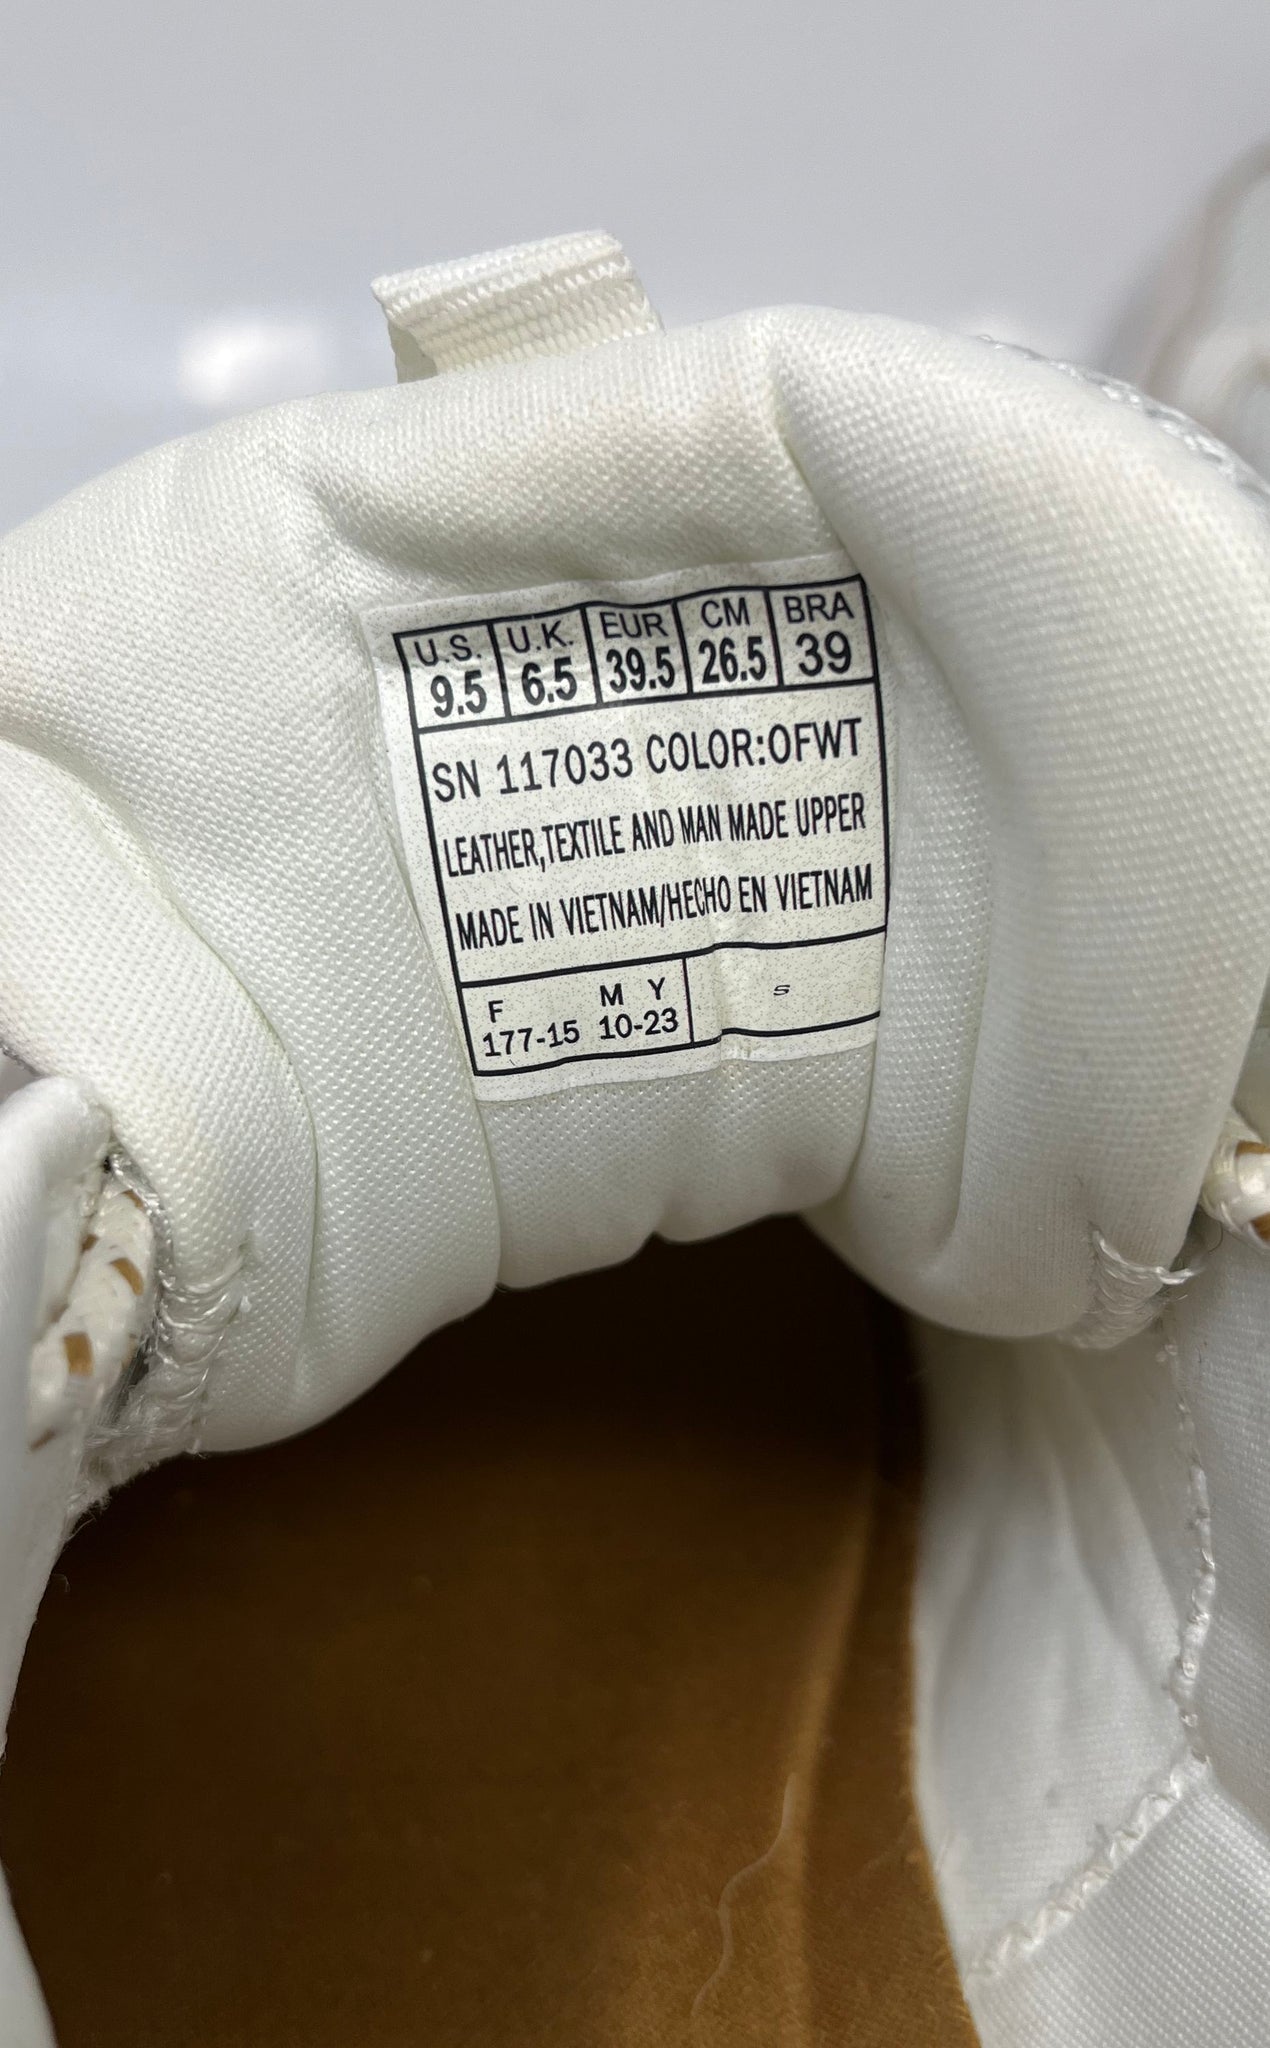 U.S. U.K. EUR CM BRA
9.5 6.5 39.5 26.5 39
SN 117033 COLOR:OFWT
LEATHER,TEXTILE AND MAN MADE UPPER
MADE IN VIETNAM/HECHO EN VIETNAM
F M Y S
177-15 10-23